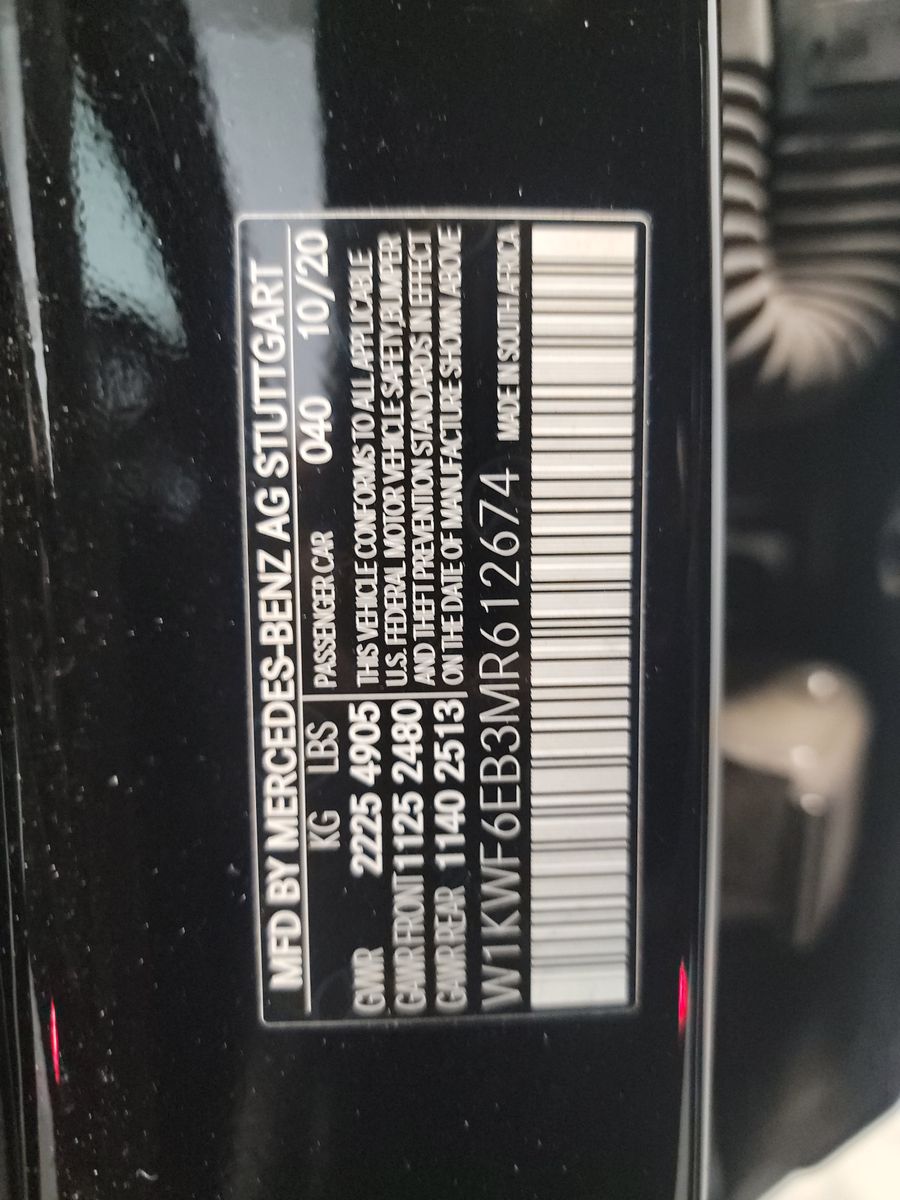 MFD BY MERCEDES-BENZ AG STUTTGART
KG LBS PASSENGER CAR 040 10/20
GWR 2225 4905 THIS VEHICLE CONFORMS TO ALL APPLICABLE
GAWR FRONT 1125 2480 U.S. FEDERAL MOTOR VEHICLE SAFETY,BUMPER
GAWR REAR 1140 2513 AND THEFT PREVENTION STANDARDS IN EFFECT
ON THE DATE OF MANUFACTURE SHOWN ABOVE
W1KWF6EB3MR612674 MADE IN SOUTH AFRICA